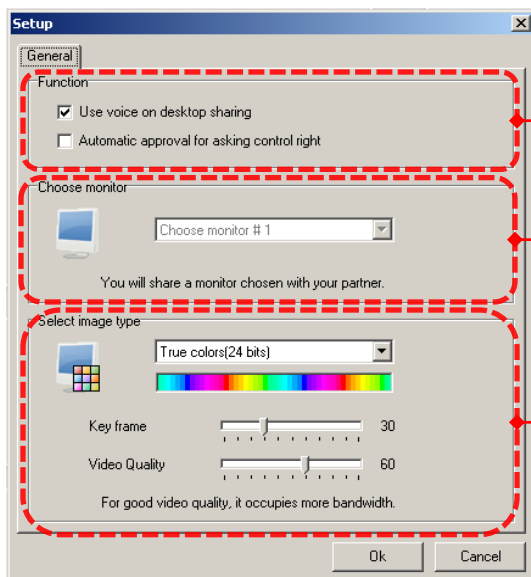 Setup
General
Function
Use voice on desktop sharing
Automatic approval for asking control right
Choose monitor
Choose monitor # 1
You will share a monitor chosen with your partner.
Select image type
True colors(24 bits)
Key frame 30
Video Quality 60
For good video quality, it occupies more bandwidth.
Ok Cancel